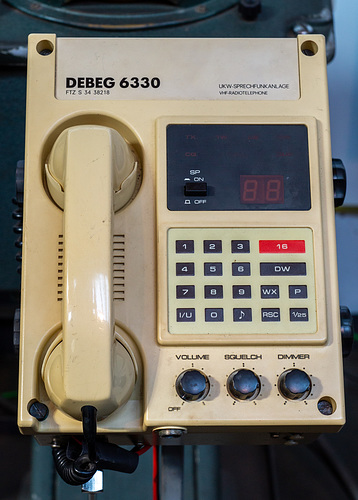 DEBEG 6330
FTZ S 34 38218
UKW-SPRECHFUNKANLAGE
VHF-RADIOTELEPHONE
SP
ON
OFF
88
1 2 3 16
4 5 6 DW
7 8 9 WX P
I/U 0 ♪ RSC 1/25
VOLUME SQUELCH DIMMER
OFF